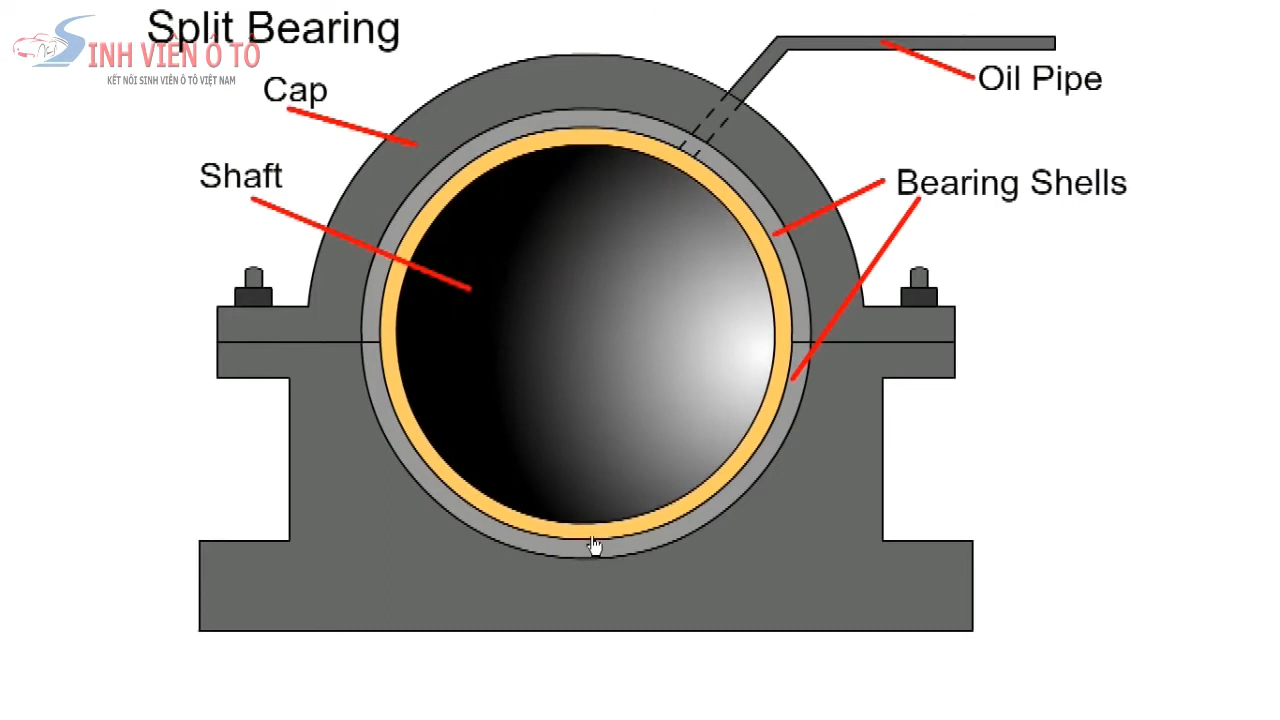 Split Bearing
SINH VIÊN Ô TÔ
KẾT NỐI SINH VIÊN Ô TÔ VIỆT NAM
Cap
Oil Pipe
Shaft
Bearing Shells